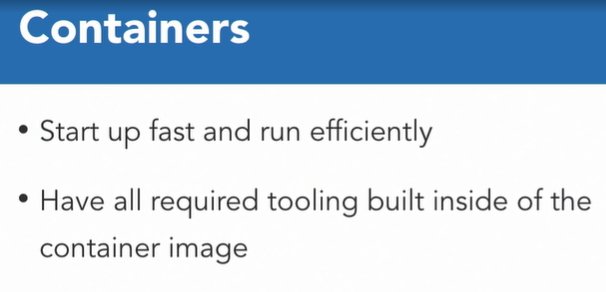 Containers
• Start up fast and run efficiently
• Have all required tooling built inside of the
container image